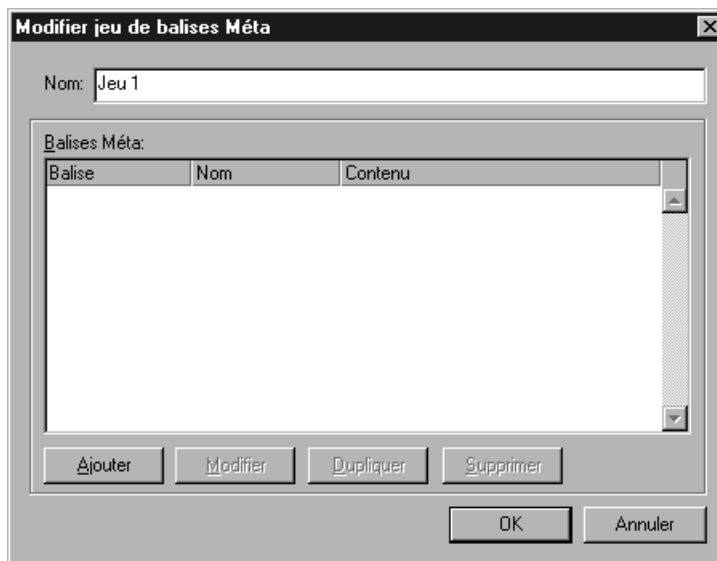 Modifier jeu de balises Méta
Nom: Jeu 1
Balises Méta:
Balise Nom Contenu
Ajouter Modifier Dupliquer Supprimer
OK Annuler